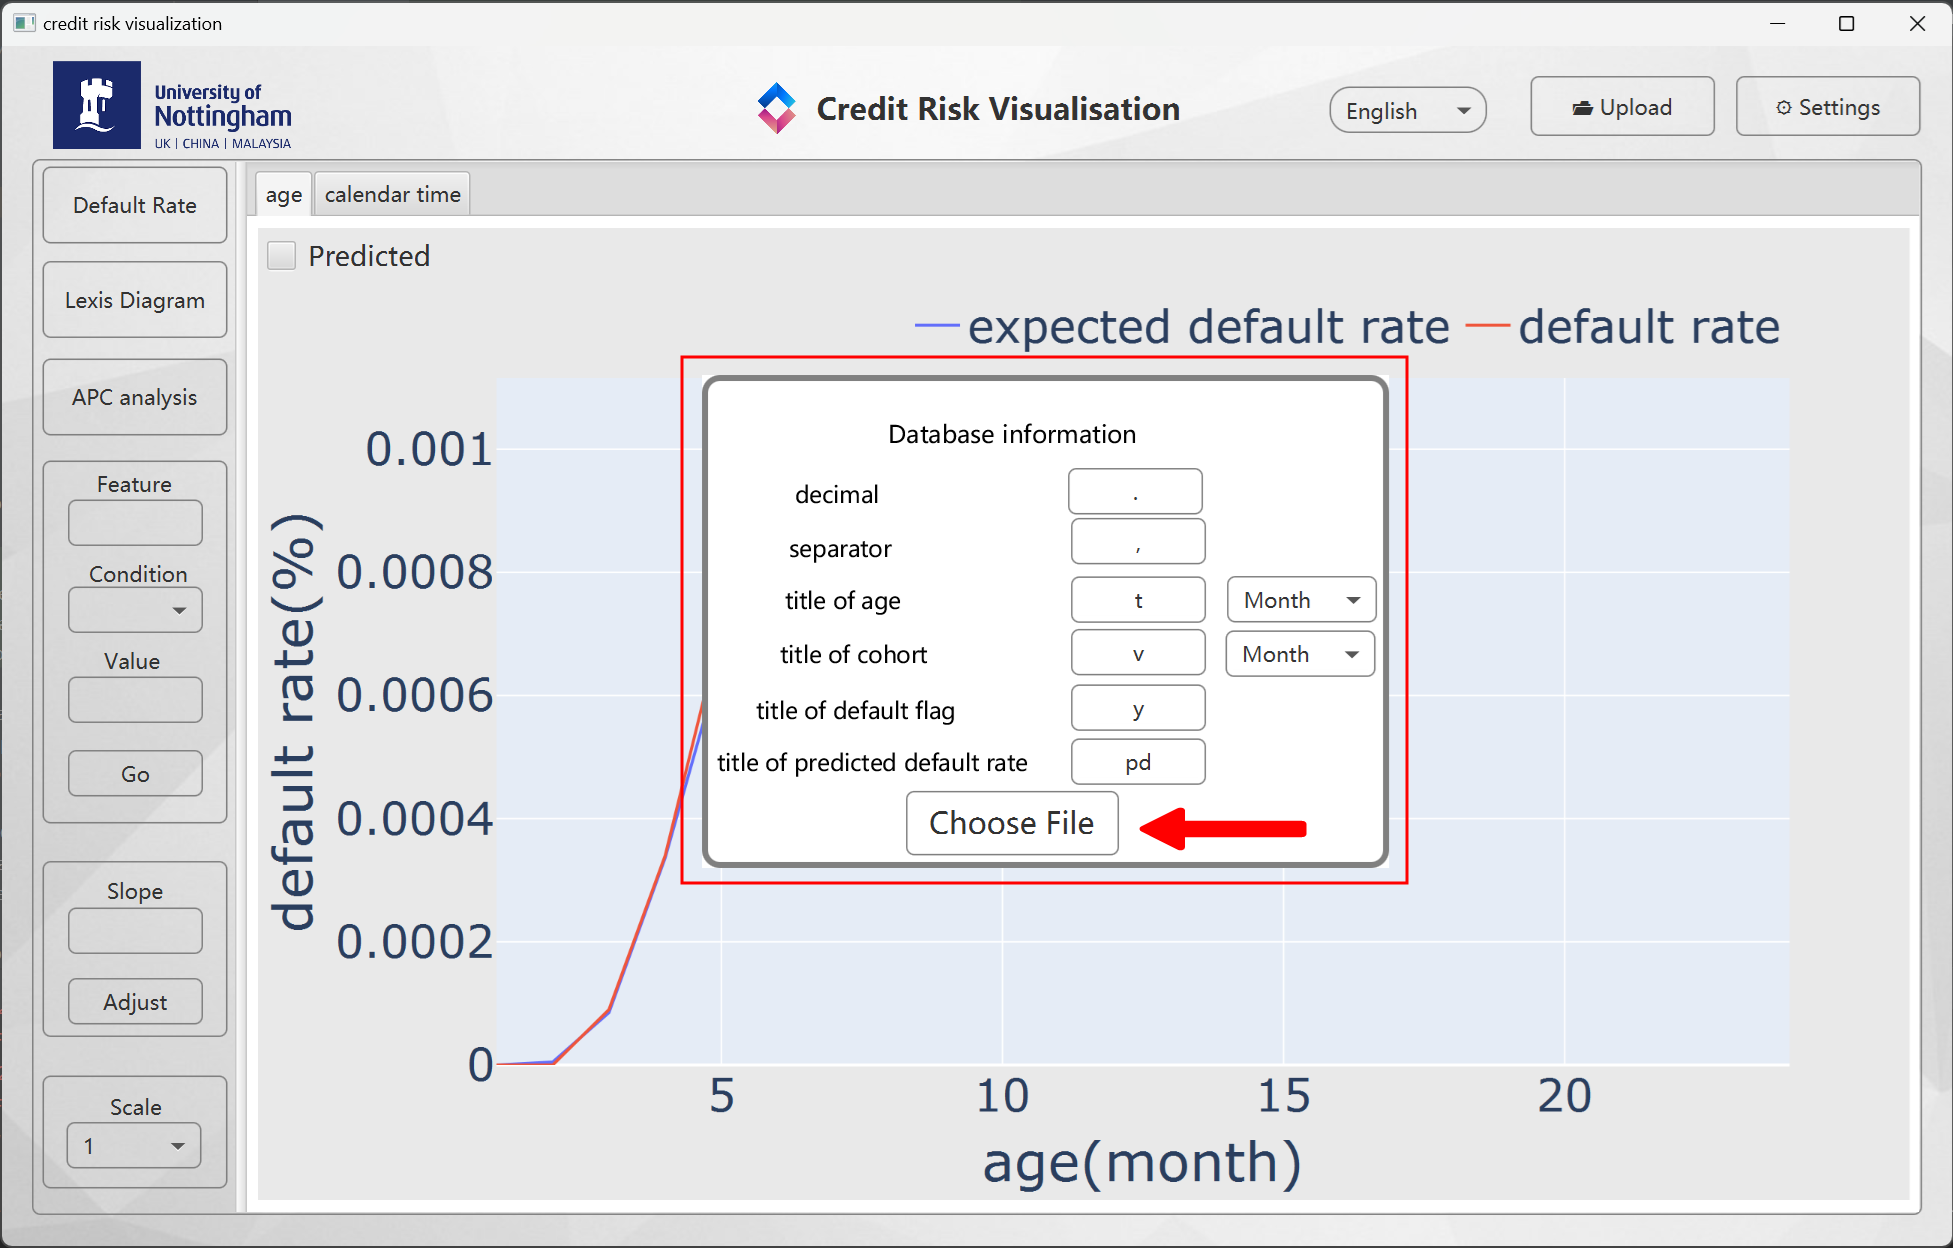 credit risk visualization
University of
Nottingham
UK | CHINA | MALAYSIA
Credit Risk Visualisation
English
Upload
Settings
Default Rate
Lexis Diagram
APC analysis
Feature
Condition
Value
Go
Slope
Adjust
Scale
1
age
calendar time
Predicted
expected default rate
default rate
default rate(%)
0.001
0.0008
0.0006
0.0004
0.0002
0
5
10
15
20
age(month)
Database information
decimal .
separator ,
title of age t Month
title of cohort v Month
title of default flag y
title of predicted default rate pd
Choose File